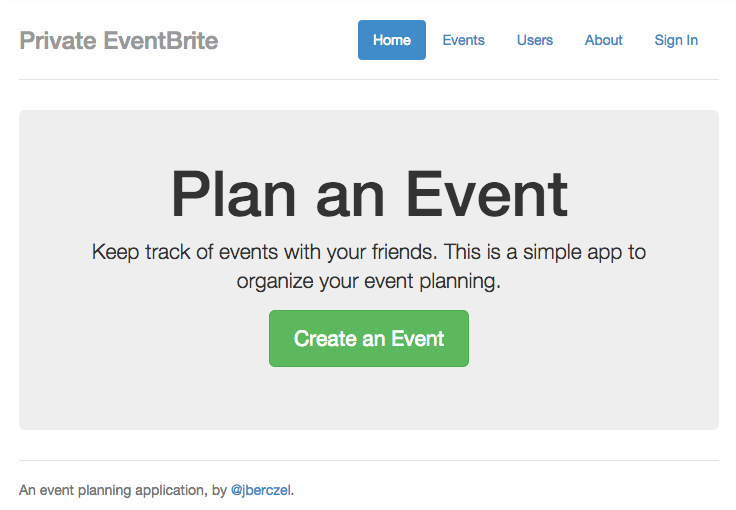 Private EventBrite
Home Events Users About Sign In
Plan an Event
Keep track of events with your friends. This is a simple app to
organize your event planning.
Create an Event
An event planning application, by @jberczel.